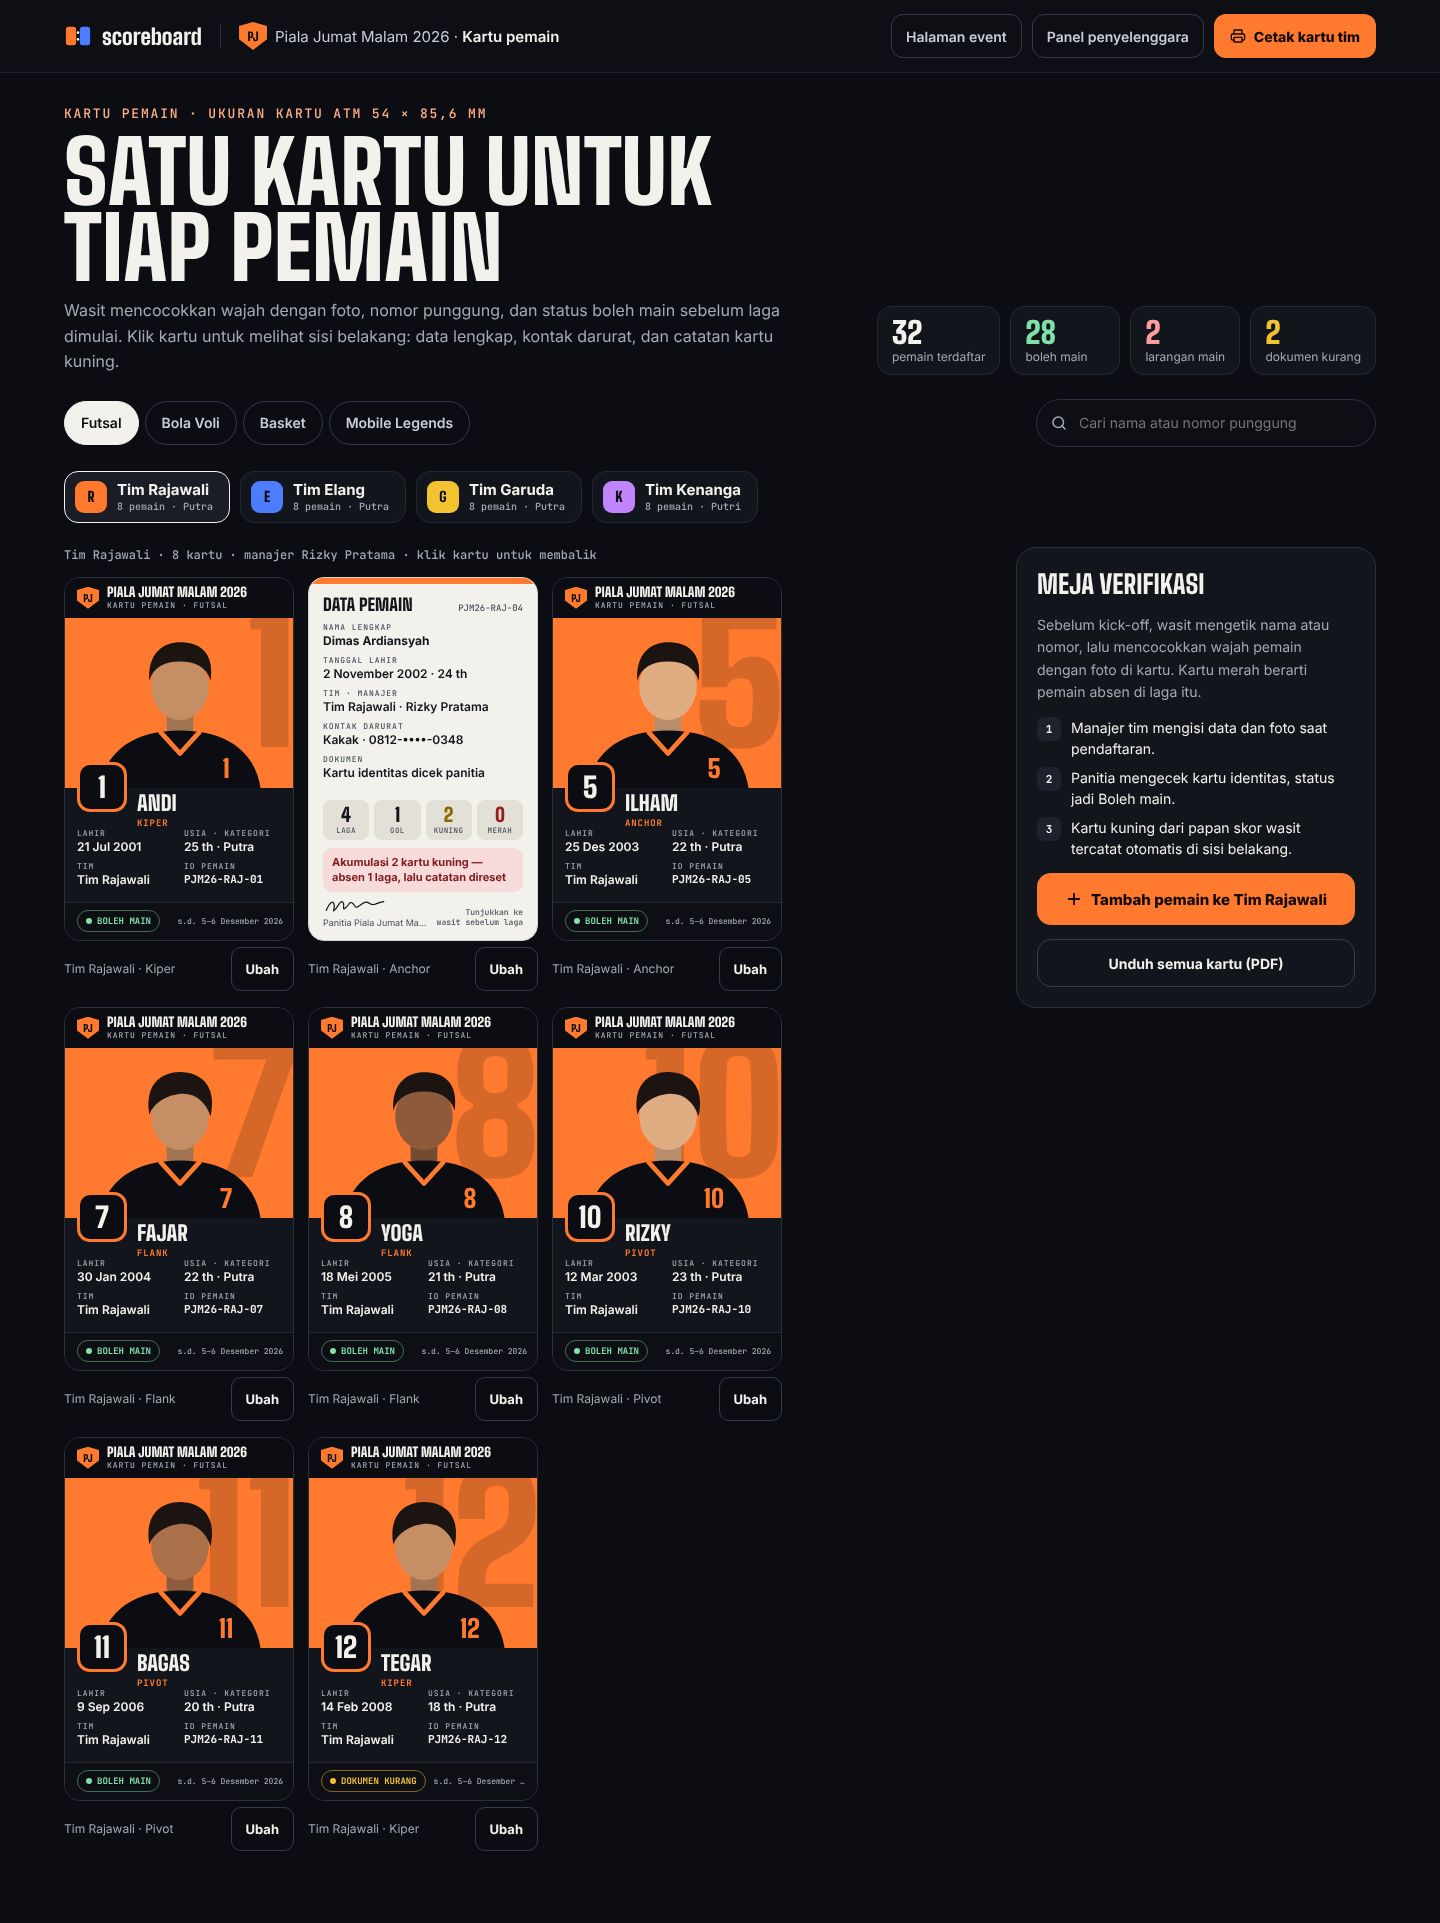 scoreboard
PJ
Piala Jumat Malam 2026 · Kartu pemain
Halaman event
Panel penyelenggara
Cetak kartu tim
KARTU PEMAIN · UKURAN KARTU ATM 54 × 85,6 MM
SATU KARTU UNTUK
TIAP PEMAIN
Wasit mencocokkan wajah dengan foto, nomor punggung, dan status boleh main sebelum laga
dimulai. Klik kartu untuk melihat sisi belakang: data lengkap, kontak darurat, dan catatan kartu
kuning.
32
pemain terdaftar
28
boleh main
2
larangan main
2
dokumen kurang
Futsal
Bola Voli
Basket
Mobile Legends
Cari nama atau nomor punggung
R
Tim Rajawali
8 pemain · Putra
E
Tim Elang
8 pemain · Putra
G
Tim Garuda
8 pemain · Putra
K
Tim Kenanga
8 pemain · Putri
Tim Rajawali · 8 kartu · manajer Rizky Pratama · klik kartu untuk membalik
PJ
PIALA JUMAT MALAM 2026
KARTU PEMAIN · FUTSAL
1
1
1
ANDI
KIPER
LAHIR
21 Jul 2001
USIA · KATEGORI
25 th · Putra
TIM
Tim Rajawali
ID PEMAIN
PJM26-RAJ-01
BOLEH MAIN
s.d. 5–6 Desember 2026
Tim Rajawali · Kiper
Ubah
DATA PEMAIN
PJM26-RAJ-04
NAMA LENGKAP
Dimas Ardiansyah
TANGGAL LAHIR
2 November 2002 · 24 th
TIM · MANAJER
Tim Rajawali · Rizky Pratama
KONTAK DARURAT
Kakak · 0812-••••-0348
DOKUMEN
Kartu identitas dicek panitia
4
LAGA
1
GOL
2
KUNING
0
MERAH
Akumulasi 2 kartu kuning —
absen 1 laga, lalu catatan direset
Panitia Piala Jumat Ma…
Tunjukkan ke
wasit sebelum laga
Tim Rajawali · Anchor
Ubah
PJ
PIALA JUMAT MALAM 2026
KARTU PEMAIN · FUTSAL
5
5
5
ILHAM
ANCHOR
LAHIR
25 Des 2003
USIA · KATEGORI
22 th · Putra
TIM
Tim Rajawali
ID PEMAIN
PJM26-RAJ-05
BOLEH MAIN
s.d. 5–6 Desember 2026
Tim Rajawali · Anchor
Ubah
PJ
PIALA JUMAT MALAM 2026
KARTU PEMAIN · FUTSAL
7
7
7
FAJAR
FLANK
LAHIR
30 Jan 2004
USIA · KATEGORI
22 th · Putra
TIM
Tim Rajawali
ID PEMAIN
PJM26-RAJ-07
BOLEH MAIN
s.d. 5–6 Desember 2026
Tim Rajawali · Flank
Ubah
PJ
PIALA JUMAT MALAM 2026
KARTU PEMAIN · FUTSAL
8
8
8
YOGA
FLANK
LAHIR
18 Mei 2005
USIA · KATEGORI
21 th · Putra
TIM
Tim Rajawali
ID PEMAIN
PJM26-RAJ-08
BOLEH MAIN
s.d. 5–6 Desember 2026
Tim Rajawali · Flank
Ubah
PJ
PIALA JUMAT MALAM 2026
KARTU PEMAIN · FUTSAL
10
10
10
RIZKY
PIVOT
LAHIR
12 Mar 2003
USIA · KATEGORI
23 th · Putra
TIM
Tim Rajawali
ID PEMAIN
PJM26-RAJ-10
BOLEH MAIN
s.d. 5–6 Desember 2026
Tim Rajawali · Pivot
Ubah
PJ
PIALA JUMAT MALAM 2026
KARTU PEMAIN · FUTSAL
11
11
11
BAGAS
PIVOT
LAHIR
9 Sep 2006
USIA · KATEGORI
20 th · Putra
TIM
Tim Rajawali
ID PEMAIN
PJM26-RAJ-11
BOLEH MAIN
s.d. 5–6 Desember 2026
Tim Rajawali · Pivot
Ubah
PJ
PIALA JUMAT MALAM 2026
KARTU PEMAIN · FUTSAL
12
12
12
TEGAR
KIPER
LAHIR
14 Feb 2008
USIA · KATEGORI
18 th · Putra
TIM
Tim Rajawali
ID PEMAIN
PJM26-RAJ-12
DOKUMEN KURANG
s.d. 5–6 Desember …
Tim Rajawali · Kiper
Ubah
MEJA VERIFIKASI
Sebelum kick-off, wasit mengetik nama atau
nomor, lalu mencocokkan wajah pemain
dengan foto di kartu. Kartu merah berarti
pemain absen di laga itu.
1 Manajer tim mengisi data dan foto saat
pendaftaran.
2 Panitia mengecek kartu identitas, status
jadi Boleh main.
3 Kartu kuning dari papan skor wasit
tercatat otomatis di sisi belakang.
+ Tambah pemain ke Tim Rajawali
Unduh semua kartu (PDF)